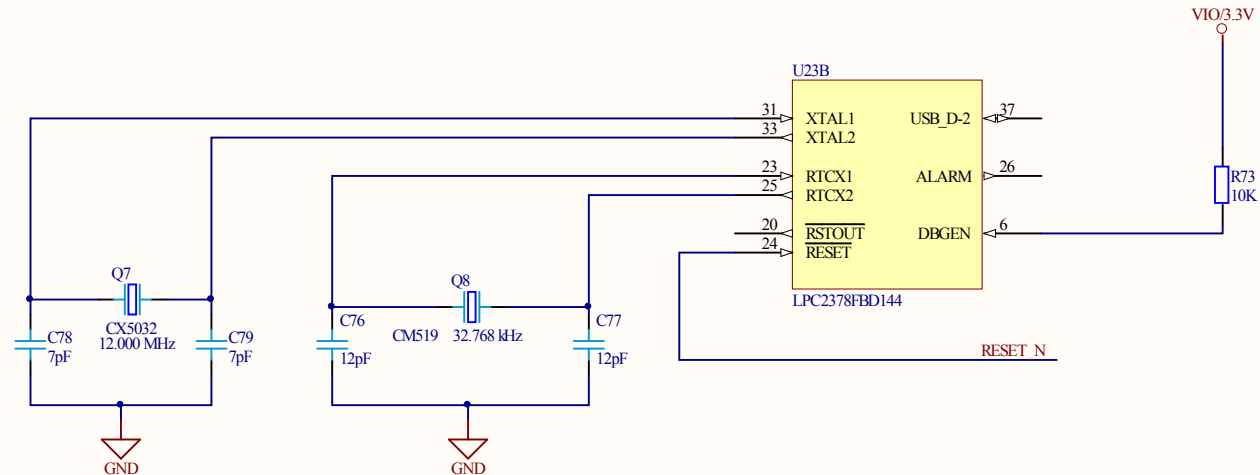 VIO/3.3V
U23B
31 XTAL1 USB_D-2 37
33 XTAL2
23 RTCX1 ALARM 26
25 RTCX2
R73
10K
20 RSTOUT DBGEN 6
24 RESET
LPC2378FBD144
Q7
CX5032
12.000 MHz
C78
7pF
C79
7pF
Q8
CM519 32.768 kHz
C76
12pF
C77
12pF
RESET_N
GND
GND